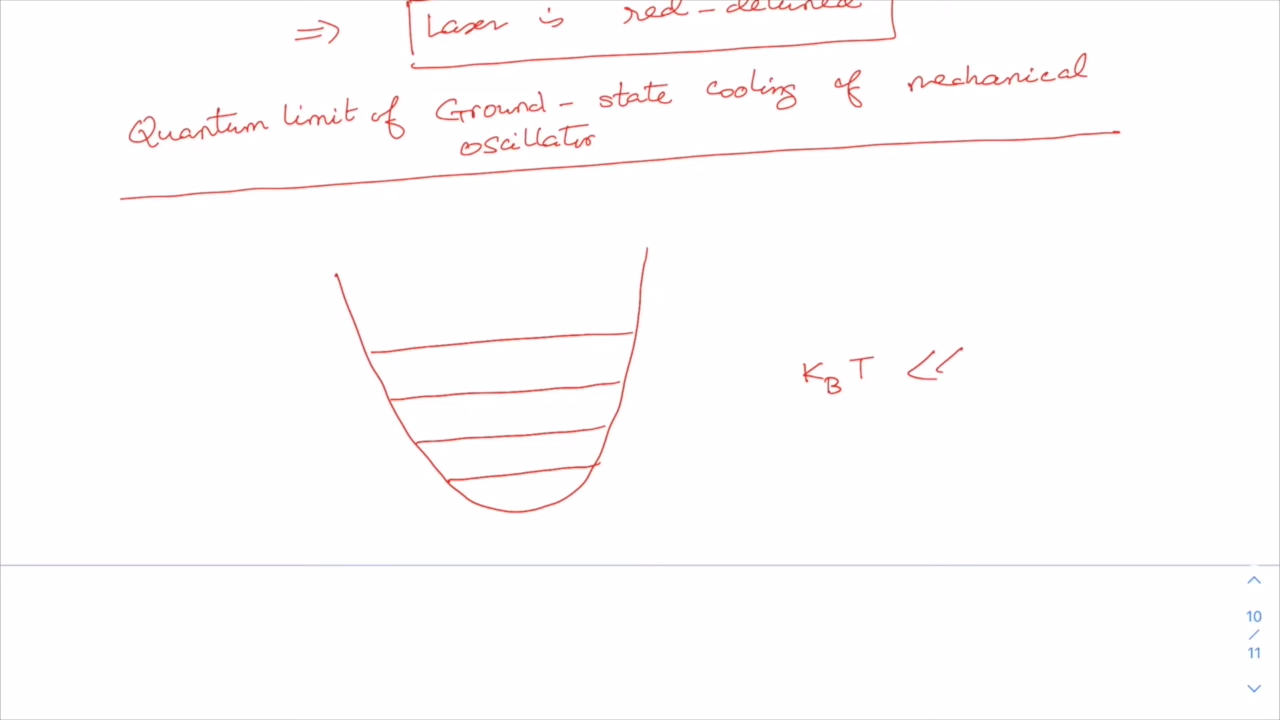 ⇒ Laser is red-detuned
Quantum limit of Ground-state cooling of mechanical
oscillator
K_B T <<
10
/
11